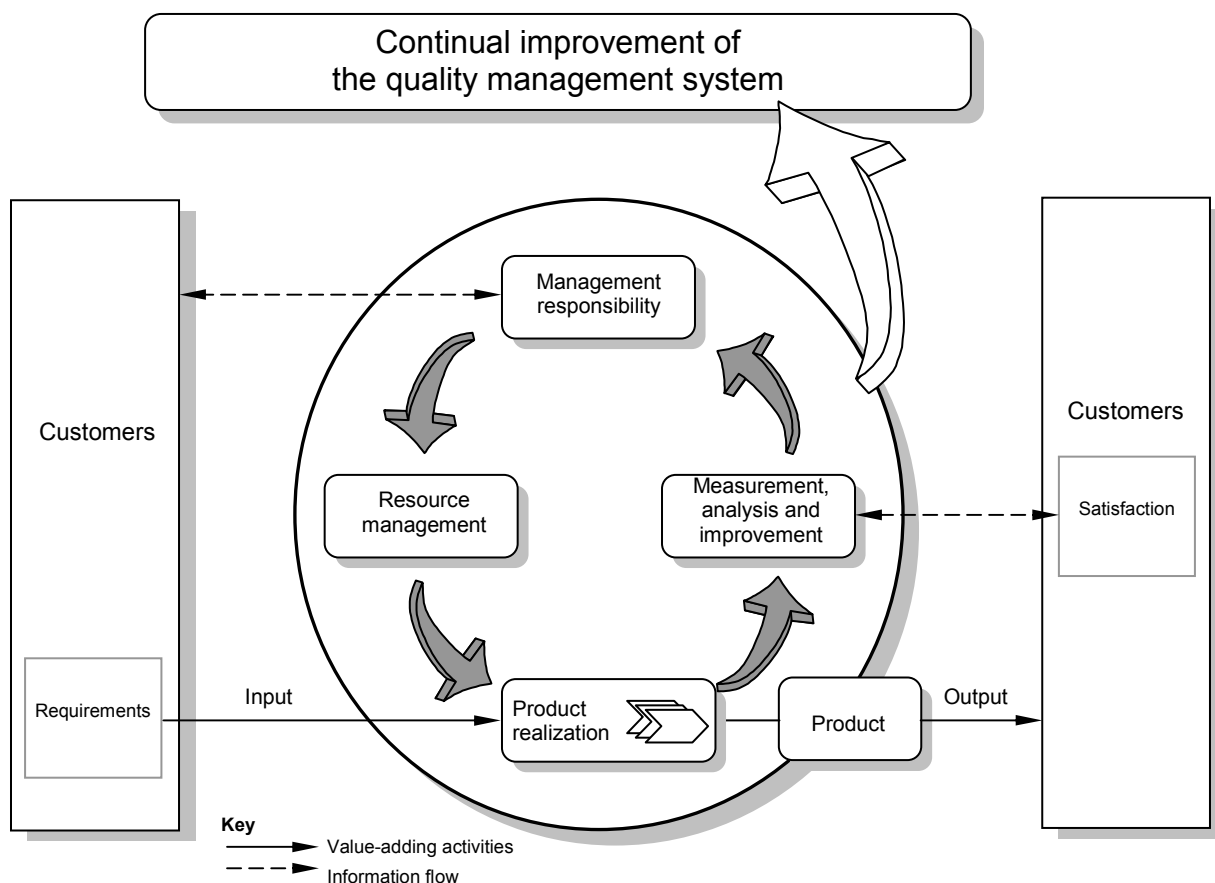 Continual improvement of
the quality management system
Management
responsibility
Customers
Customers
Resource
management
Measurement,
analysis and
improvement
Satisfaction
Requirements
Input
Product
realization
Product
Output
Key
Value-adding activities
Information flow